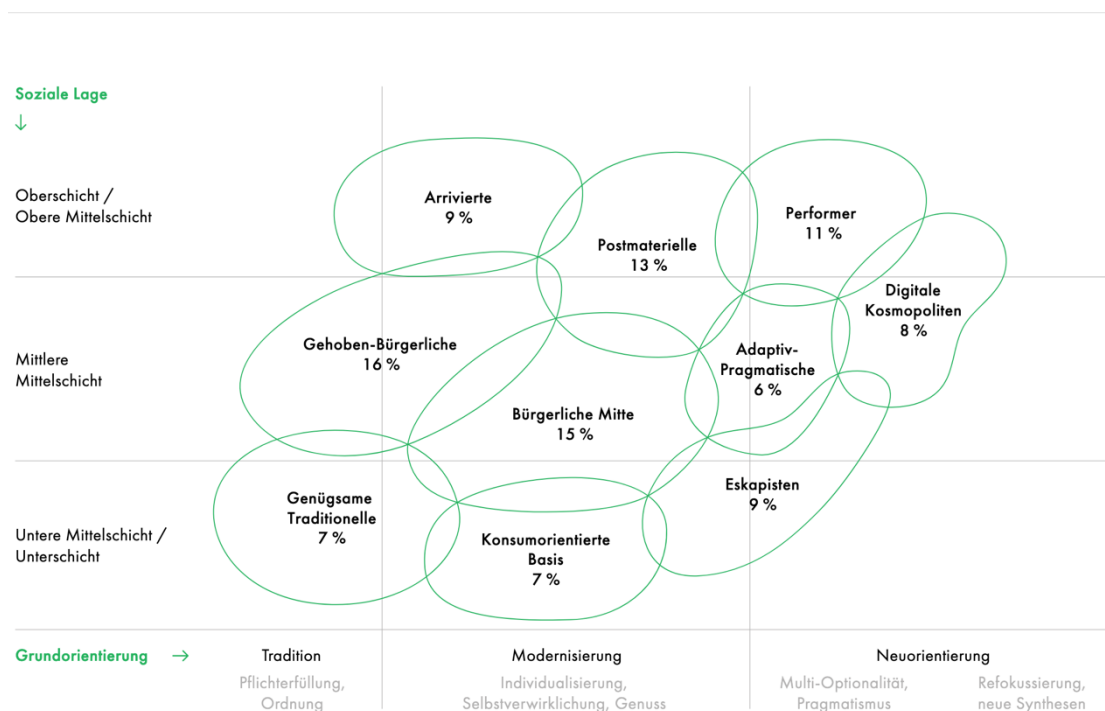 Soziale Lage
↓
Oberschicht /
Obere Mittelschicht
Arrivierte
9 %
Postmaterielle
13 %
Performer
11 %
Digitale
Kosmopoliten
8 %
Mittlere
Mittelschicht
Gehoben-Bürgerliche
16 %
Bürgerliche Mitte
15 %
Adaptiv-
Pragmatische
6 %
Untere Mittelschicht /
Unterschicht
Genügsame
Traditionelle
7 %
Konsumorientierte
Basis
7 %
Eskapisten
9 %
Grundorientierung →
Tradition
Pflichterfüllung,
Ordnung
Modernisierung
Individualisierung,
Selbstverwirklichung, Genuss
Neuorientierung
Multi-Optionalität,
Pragmatismus
Refokussierung,
neue Synthesen